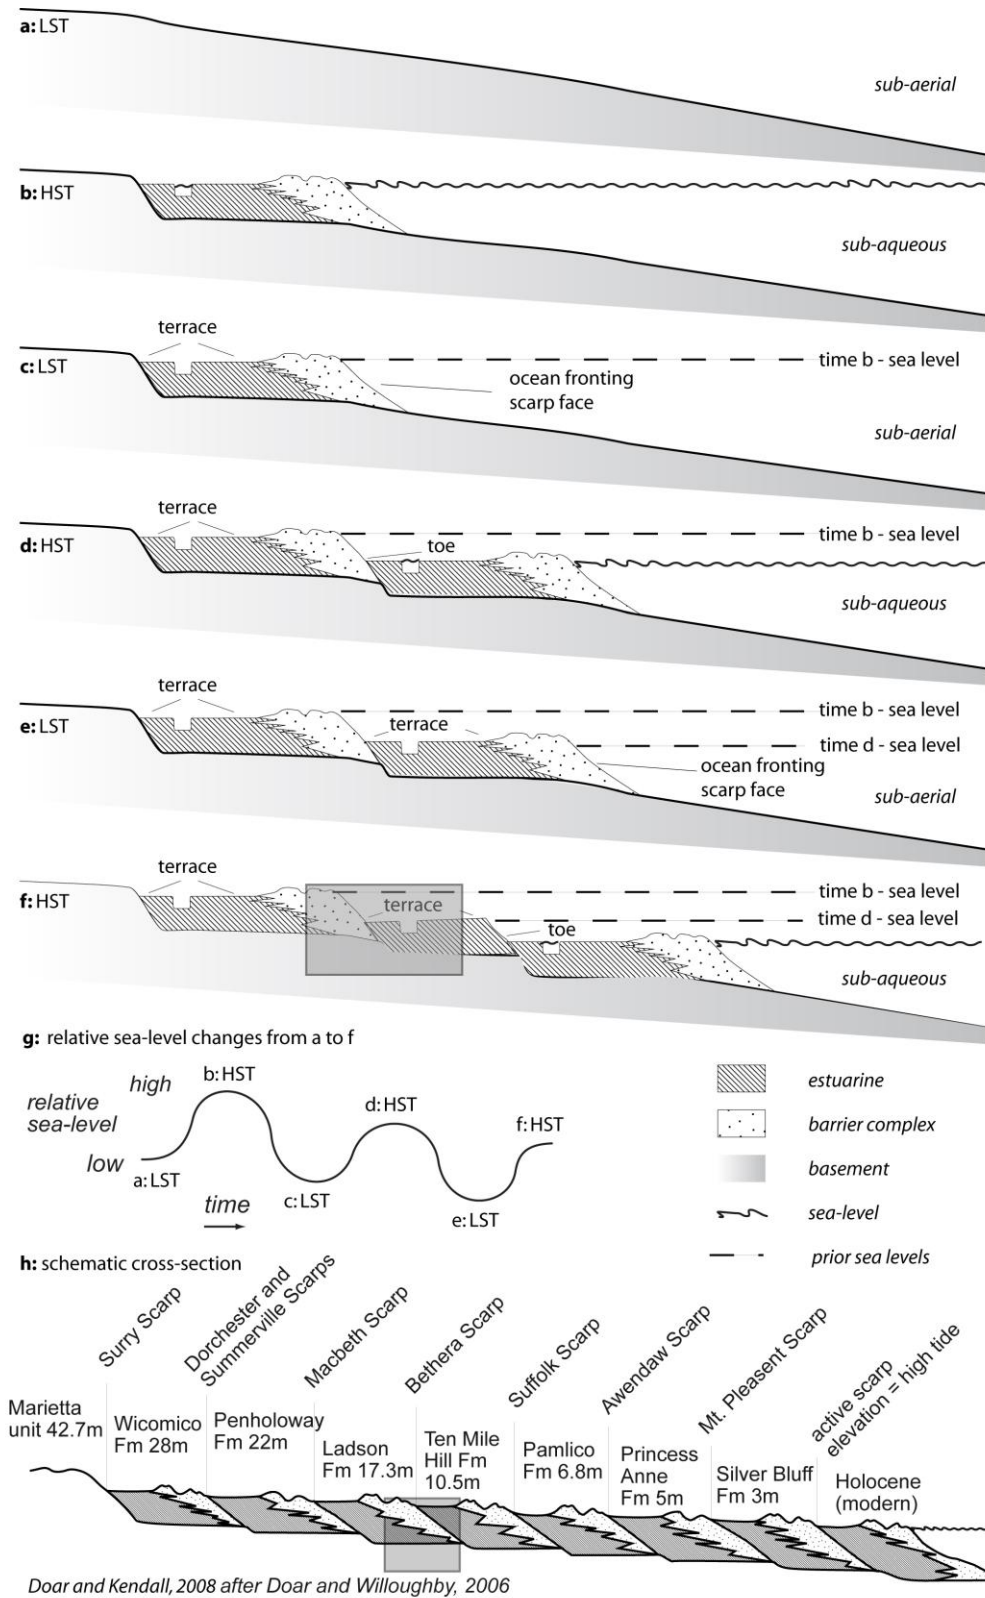 a: LST
sub-aerial
b: HST
sub-aqueous
terrace
c: LST
time b - sea level
ocean fronting
scarp face
sub-aerial
terrace
d: HST
time b - sea level
toe
sub-aqueous
terrace
e: LST
time b - sea level
terrace
time d - sea level
ocean fronting
scarp face
sub-aerial
terrace
f: HST
time b - sea level
terrace
time d - sea level
toe
sub-aqueous
g: relative sea-level changes from a to f
high
b: HST
relative
sea-level
d: HST
f: HST
low
a: LST
c: LST
e: LST
time
estuarine
barrier complex
basement
sea-level
prior sea levels
h: schematic cross-section
Surry Scarp
Dorchester and
Summerville Scarps
Macbeth Scarp
Bethera Scarp
Suffolk Scarp
Awendaw Scarp
Mt. Pleasent Scarp
active scarp
elevation = high tide
Marietta
unit 42.7m
Wicomico
Fm 28m
Penholoway
Fm 22m
Ladson
Fm 17.3m
Ten Mile
Hill Fm
10.5m
Pamlico
Fm 6.8m
Princess
Anne
Fm 5m
Silver Bluff
Fm 3m
Holocene
(modern)
Doar and Kendall, 2008 after Doar and Willoughby, 2006